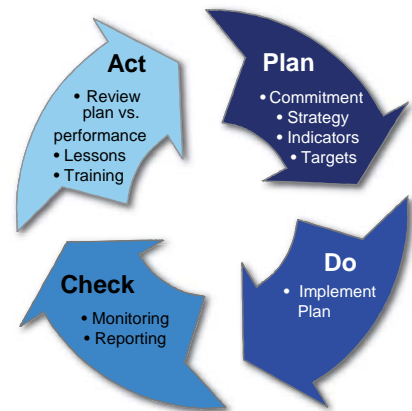 Act
• Review
plan vs.
performance
• Lessons
• Training
Plan
• Commitment
• Strategy
• Indicators
• Targets
Do
• Implement
Plan
Check
• Monitoring
• Reporting